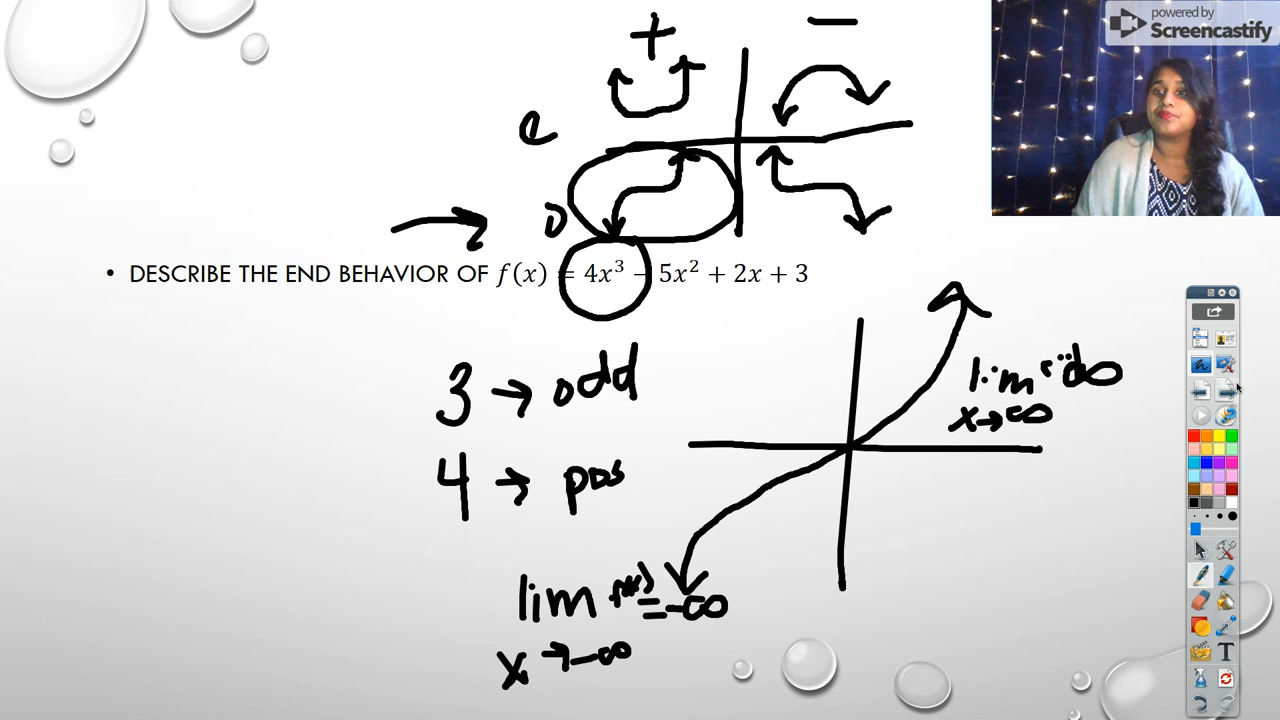 powered by
Screencastify
+ −
e
o
• DESCRIBE THE END BEHAVIOR OF f(x) = 4x³ − 5x² + 2x + 3
3 → odd
4 → pos
lim
x→∞
lim f(x) = -∞
x → -∞
T